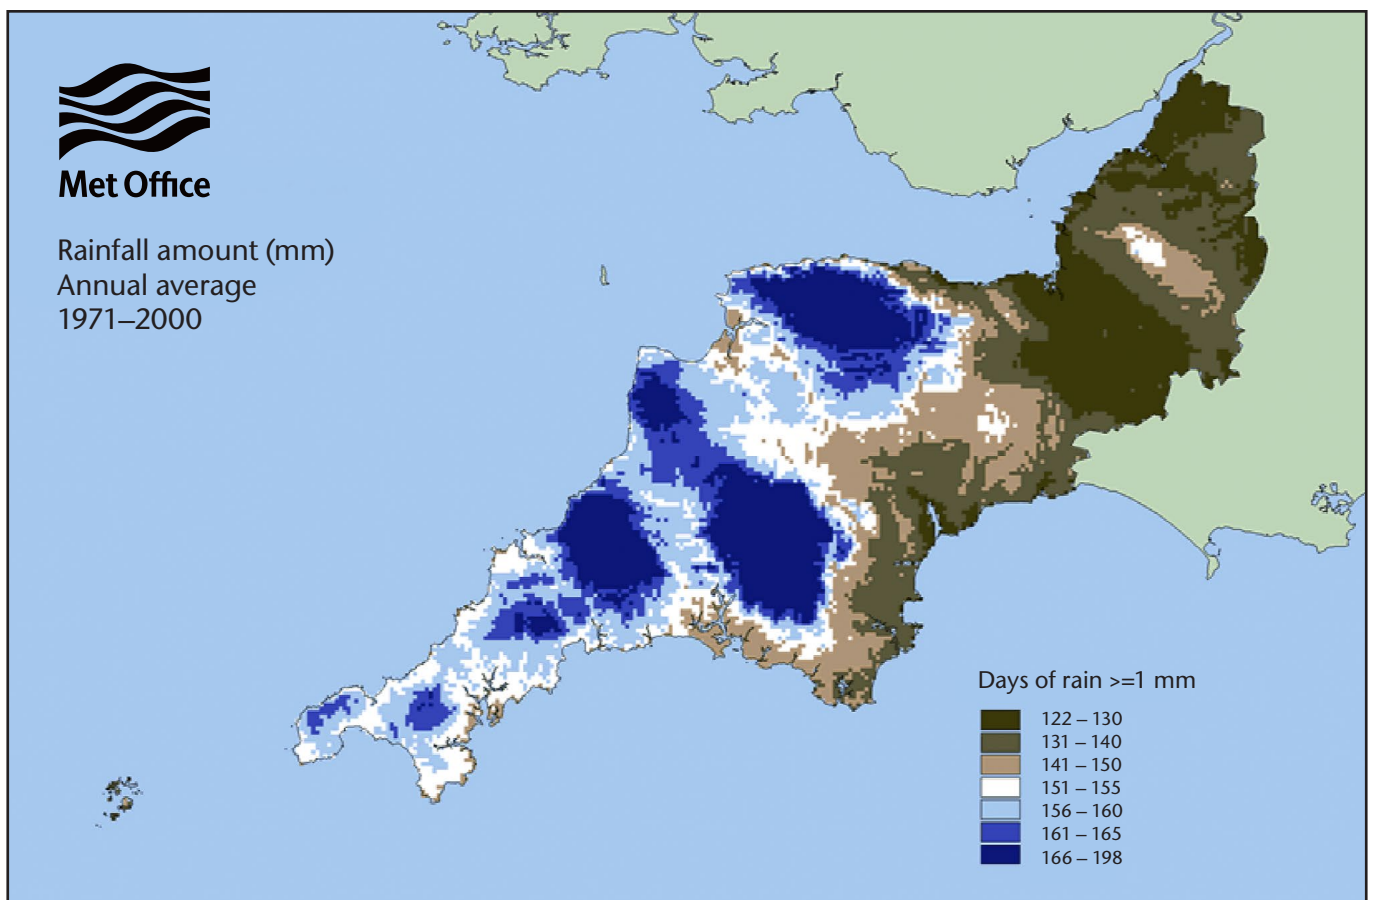 Met Office
Rainfall amount (mm)
Annual average
1971–2000
Days of rain >=1 mm
122 – 130
131 – 140
141 – 150
151 – 155
156 – 160
161 – 165
166 – 198